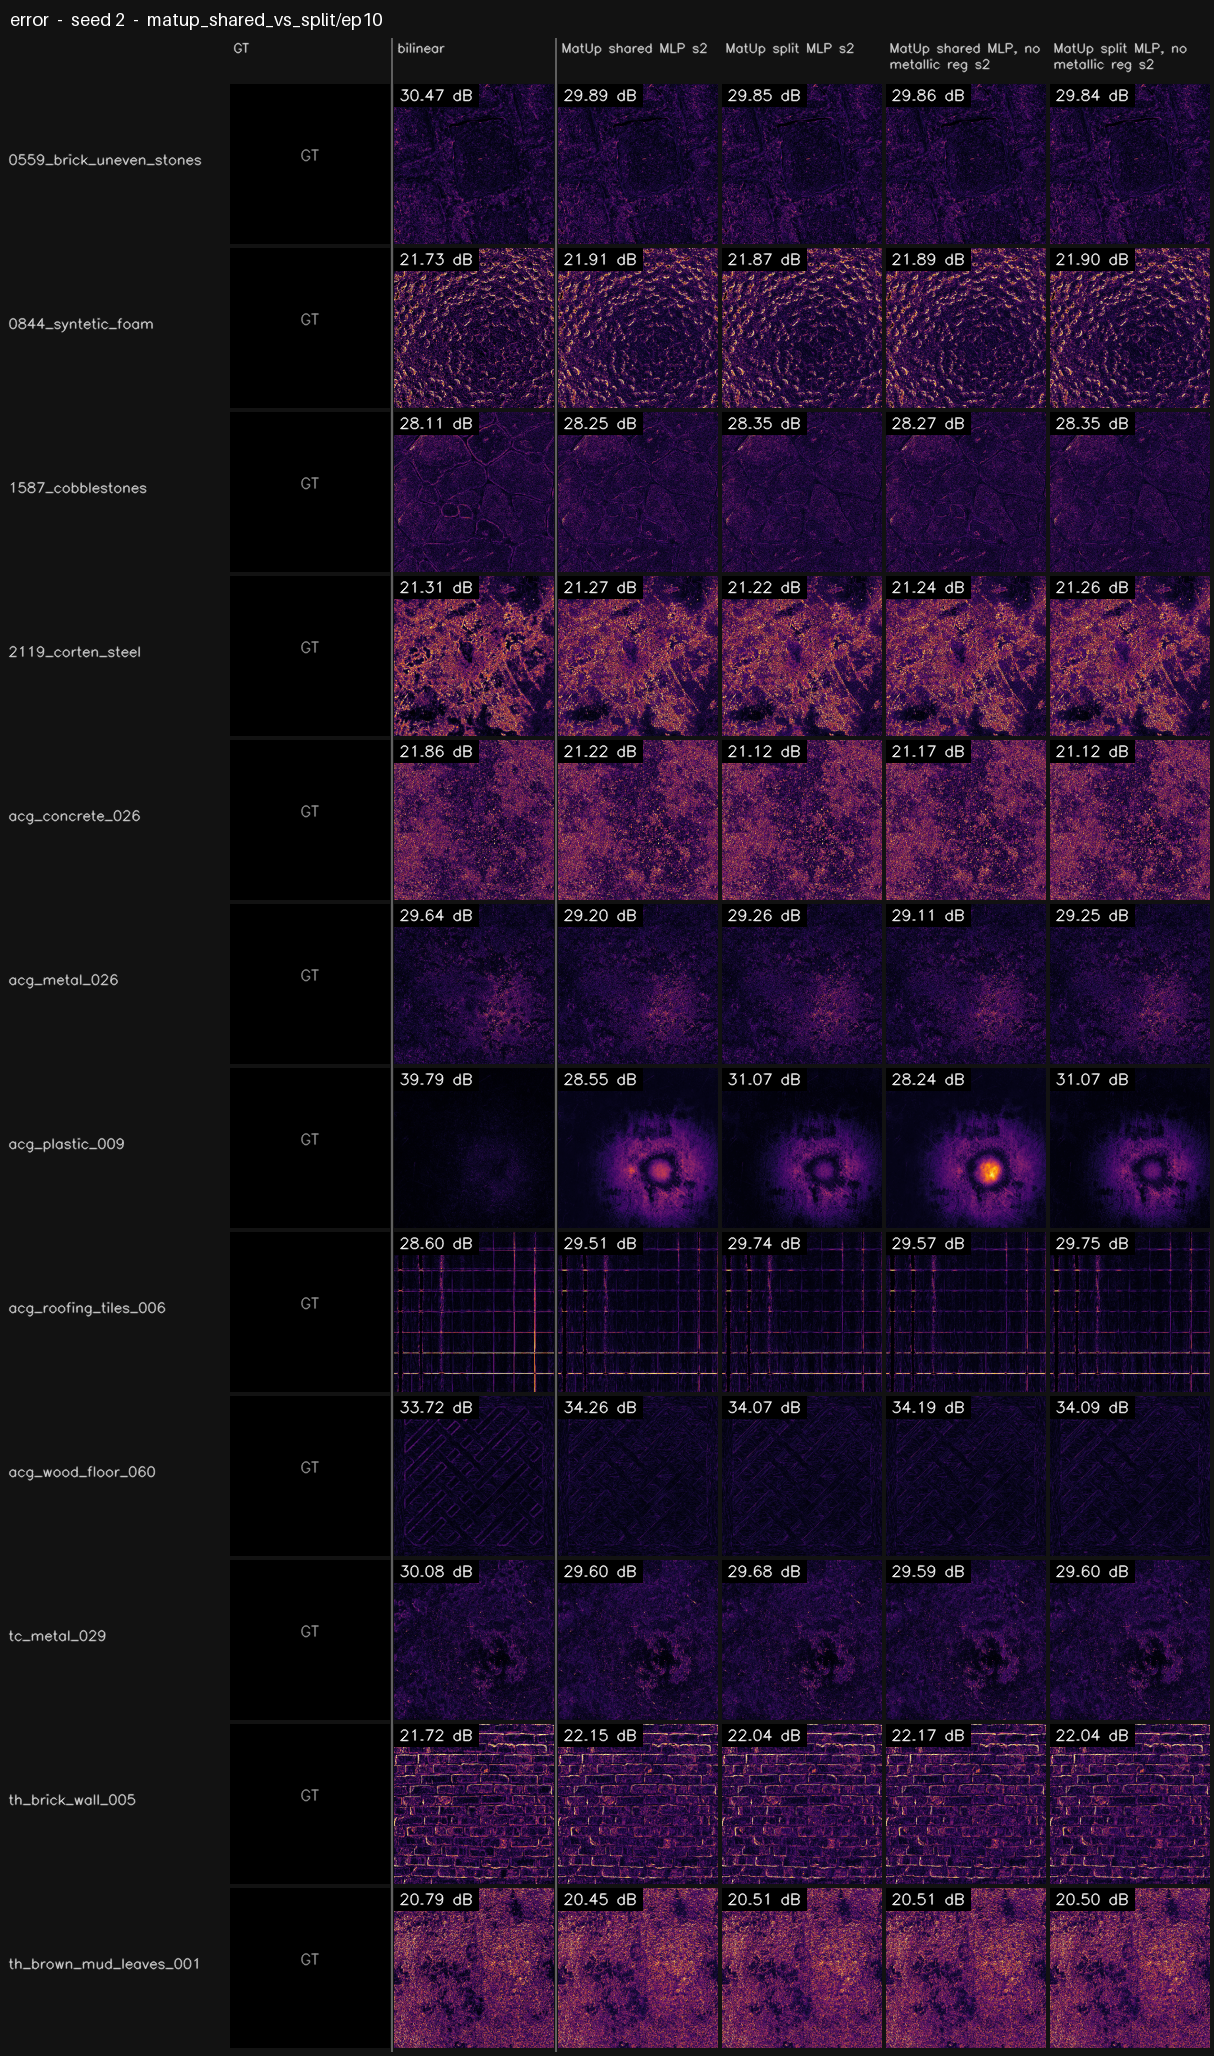 error - seed 2 - matup_shared_vs_split/ep10
GT
bilinear
MatUp shared MLP s2
MatUp split MLP s2
MatUp shared MLP, no
metallic reg s2
MatUp split MLP, no
metallic reg s2
0559_brick_uneven_stones
GT
30.47 dB
29.89 dB
29.85 dB
29.86 dB
29.84 dB
0844_syntetic_foam
GT
21.73 dB
21.91 dB
21.87 dB
21.89 dB
21.90 dB
1587_cobblestones
GT
28.11 dB
28.25 dB
28.35 dB
28.27 dB
28.35 dB
2119_corten_steel
GT
21.31 dB
21.27 dB
21.22 dB
21.24 dB
21.26 dB
acg_concrete_026
GT
21.86 dB
21.22 dB
21.12 dB
21.17 dB
21.12 dB
acg_metal_026
GT
29.64 dB
29.20 dB
29.26 dB
29.11 dB
29.25 dB
acg_plastic_009
GT
39.79 dB
28.55 dB
31.07 dB
28.24 dB
31.07 dB
acg_roofing_tiles_006
GT
28.60 dB
29.51 dB
29.74 dB
29.57 dB
29.75 dB
acg_wood_floor_060
GT
33.72 dB
34.26 dB
34.07 dB
34.19 dB
34.09 dB
tc_metal_029
GT
30.08 dB
29.60 dB
29.68 dB
29.59 dB
29.60 dB
th_brick_wall_005
GT
21.72 dB
22.15 dB
22.04 dB
22.17 dB
22.04 dB
th_brown_mud_leaves_001
GT
20.79 dB
20.45 dB
20.51 dB
20.51 dB
20.50 dB